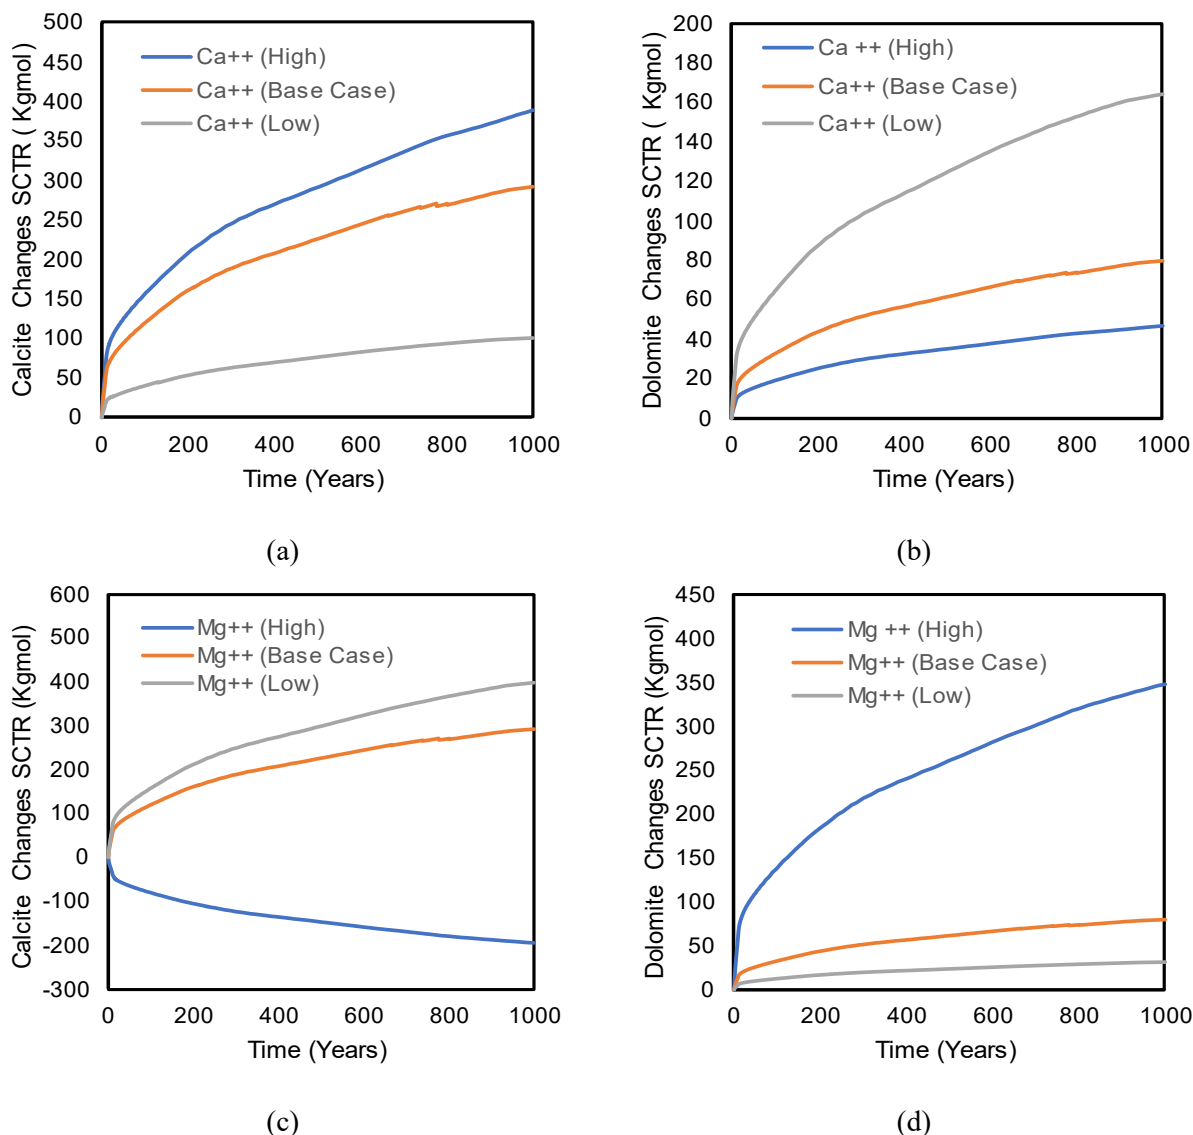 Calcite Changes SCTR ( Kgmol)
500
450
400
350
300
250
200
150
100
50
0
Ca++ (High)
Ca++ (Base Case)
Ca++ (Low)
0 200 400 600 800 1000
Time (Years)
(a)
Dolomite Changes SCTR ( Kgmol)
200
180
160
140
120
100
80
60
40
20
0
Ca ++ (High)
Ca++ (Base Case)
Ca++ (Low)
0 200 400 600 800 1000
Time (Years)
(b)
Calcite Changes SCTR (Kgmol)
600
500
400
300
200
100
0
-100
-200
-300
Mg++ (High)
Mg++ (Base Case)
Mg++ (Low)
0 200 400 600 800 1000
Time (Years)
(c)
Dolomite Changes SCTR (Kgmol)
450
400
350
300
250
200
150
100
50
0
Mg ++ (High)
Mg++ (Base Case)
Mg++ (Low)
0 200 400 600 800 1000
Time (Years)
(d)